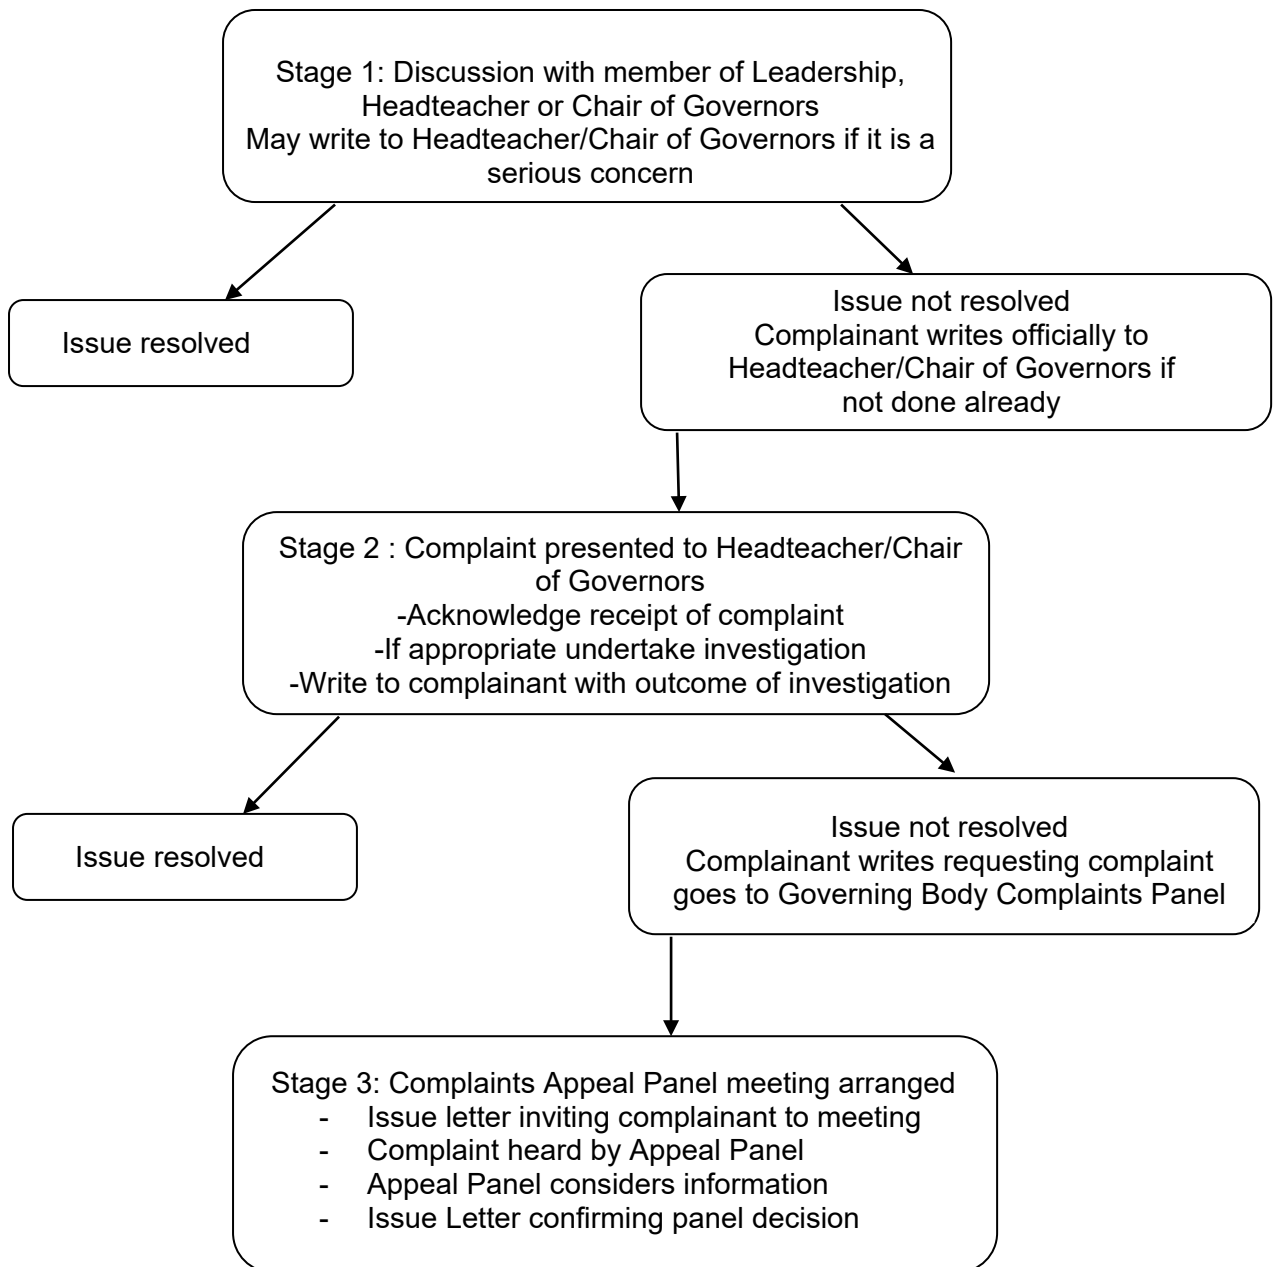 Stage 1: Discussion with member of Leadership,
Headteacher or Chair of Governors
May write to Headteacher/Chair of Governors if it is a
serious concern
Issue resolved
Issue not resolved
Complainant writes officially to
Headteacher/Chair of Governors if
not done already
Stage 2 : Complaint presented to Headteacher/Chair
of Governors
-Acknowledge receipt of complaint
-If appropriate undertake investigation
-Write to complainant with outcome of investigation
Issue resolved
Issue not resolved
Complainant writes requesting complaint
goes to Governing Body Complaints Panel
Stage 3: Complaints Appeal Panel meeting arranged
- Issue letter inviting complainant to meeting
- Complaint heard by Appeal Panel
- Appeal Panel considers information
- Issue Letter confirming panel decision